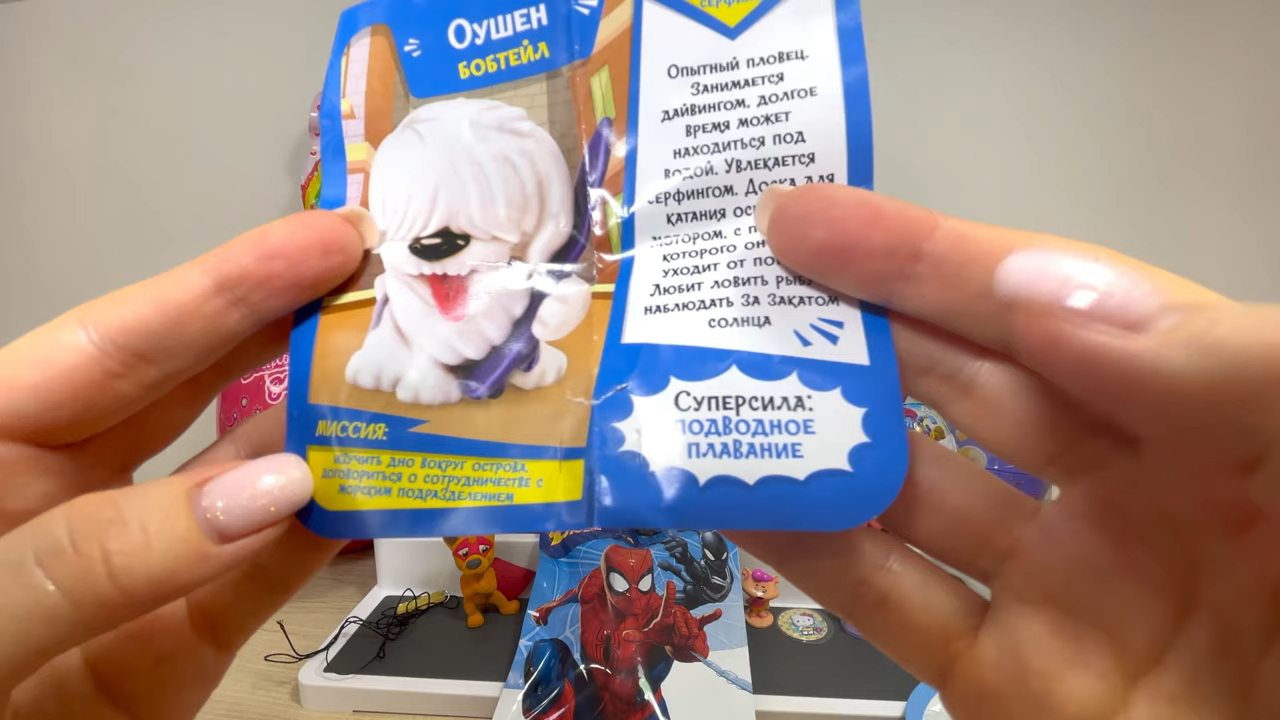 Оушен
БОБТЕЙЛ
МИССИЯ:
ИЗУЧИТЬ ДНО ВОКРУГ ОСТРОВА.
ДОГОВОРИТЬСЯ О СОТРУДНИЧЕСТВЕ С
МОРСКИМ ПОДРАЗДЕЛЕНИЕМ
Опытный пловец.
Занимается
дайвингом, долгое
время может
находиться под
водой. Увлекается
серфингом. Доска для
катания
мотором, с
которого он
уходит от
Любит ловить рыбу
наблюдать за закатом
солнца
Суперсила:
подводное
плавание